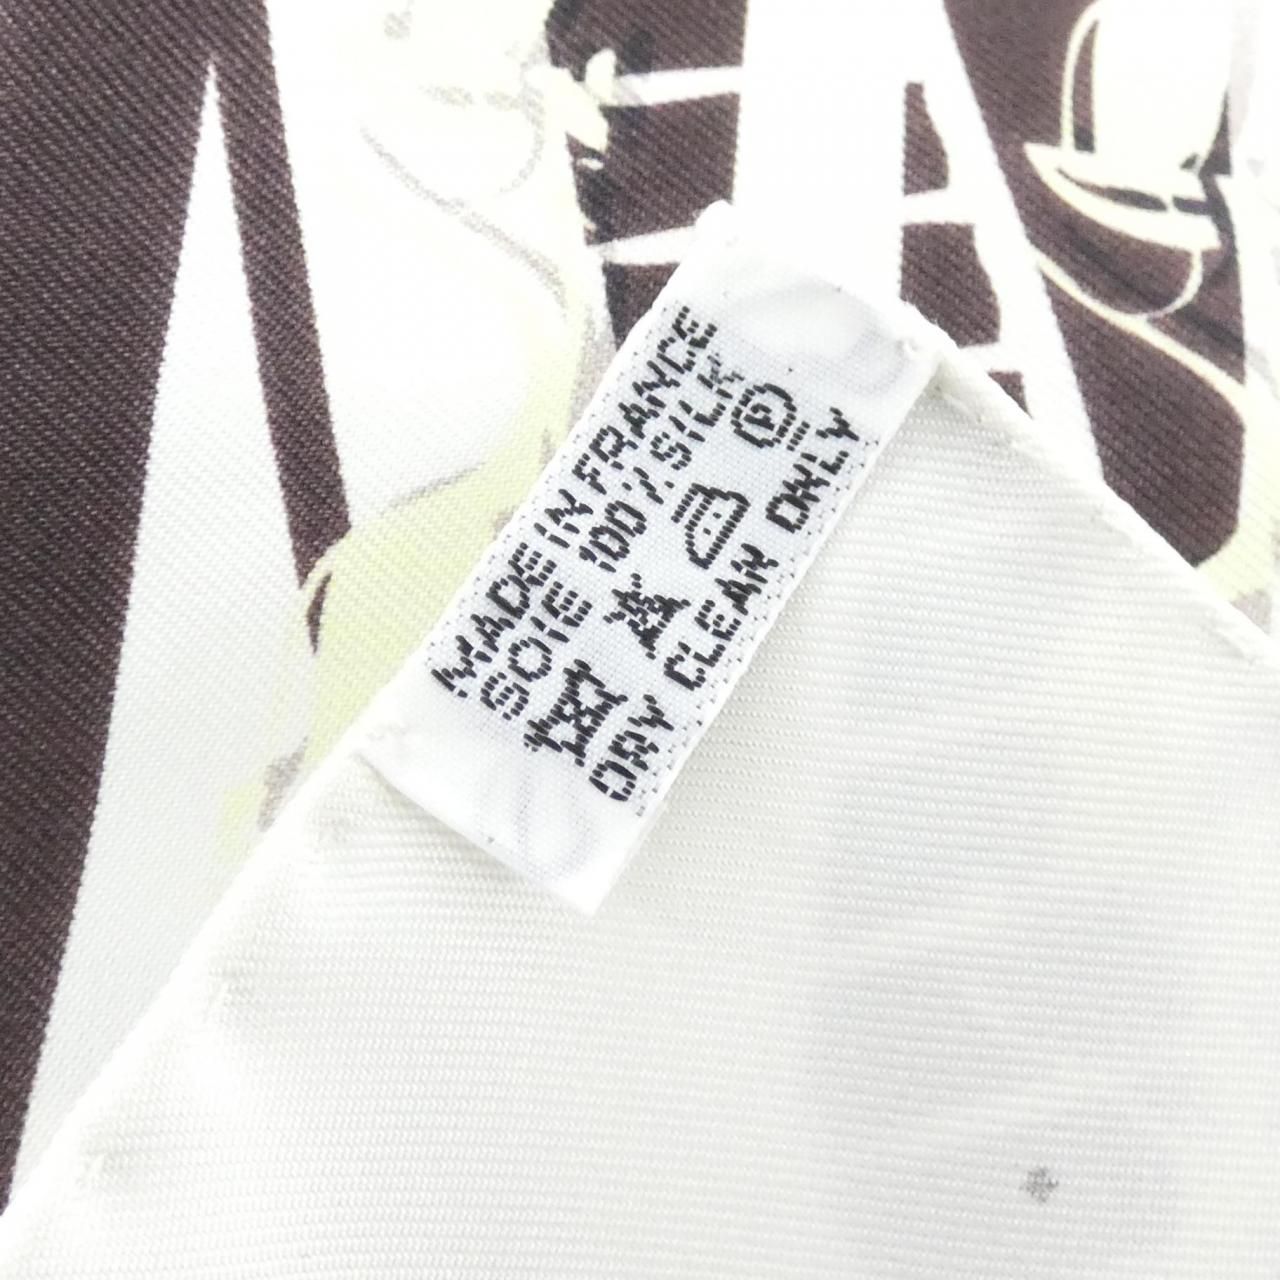 MADE IN FRANCE
SOIE 100% SILK
P
DRY CLEAN ONLY